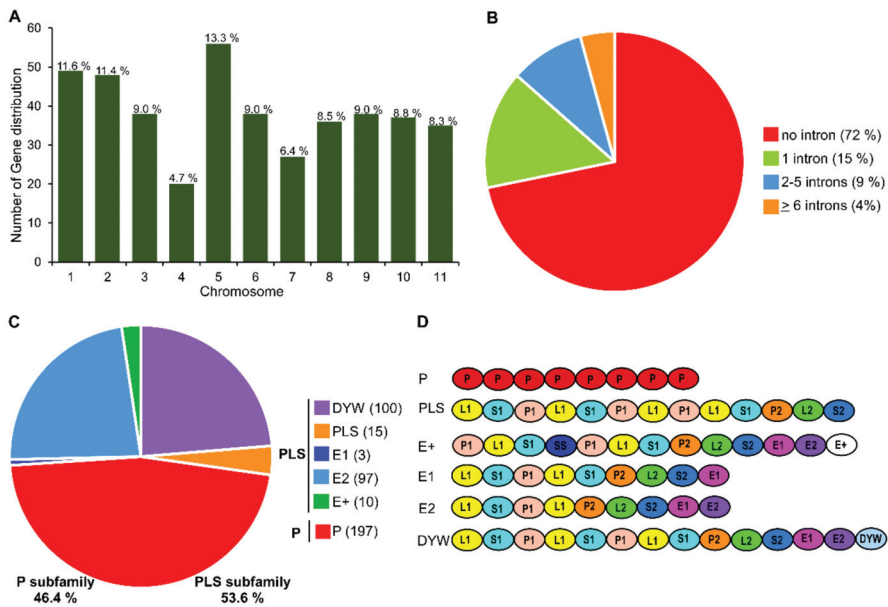 A
Number of Gene distribution
60
50
40
30
20
10
0
11.6 %
11.4 %
9.0 %
4.7 %
13.3 %
9.0 %
6.4 %
8.5 %
9.0 %
8.8 %
8.3 %
1 2 3 4 5 6 7 8 9 10 11
Chromosome
B
no intron (72 %)
1 intron (15 %)
2-5 introns (9 %)
≥ 6 introns (4%)
C
PLS
DYW (100)
PLS (15)
E1 (3)
E2 (97)
E+ (10)
P
P (197)
P subfamily
46.4 %
PLS subfamily
53.6 %
D
P P P P P P P P P
PLS L1 S1 P1 L1 S1 P1 L1 P1 L1 S1 P2 L2 S2
E+ P1 L1 S1 SS P1 L1 S1 P2 L2 S2 E1 E2 E+
E1 L1 S1 P1 L1 S1 P2 L2 S2 E1
E2 L1 S1 P1 L1 P2 L2 S2 E1 E2
DYW L1 S1 P1 L1 S1 P1 L1 S1 P2 L2 S2 E1 E2 DYW